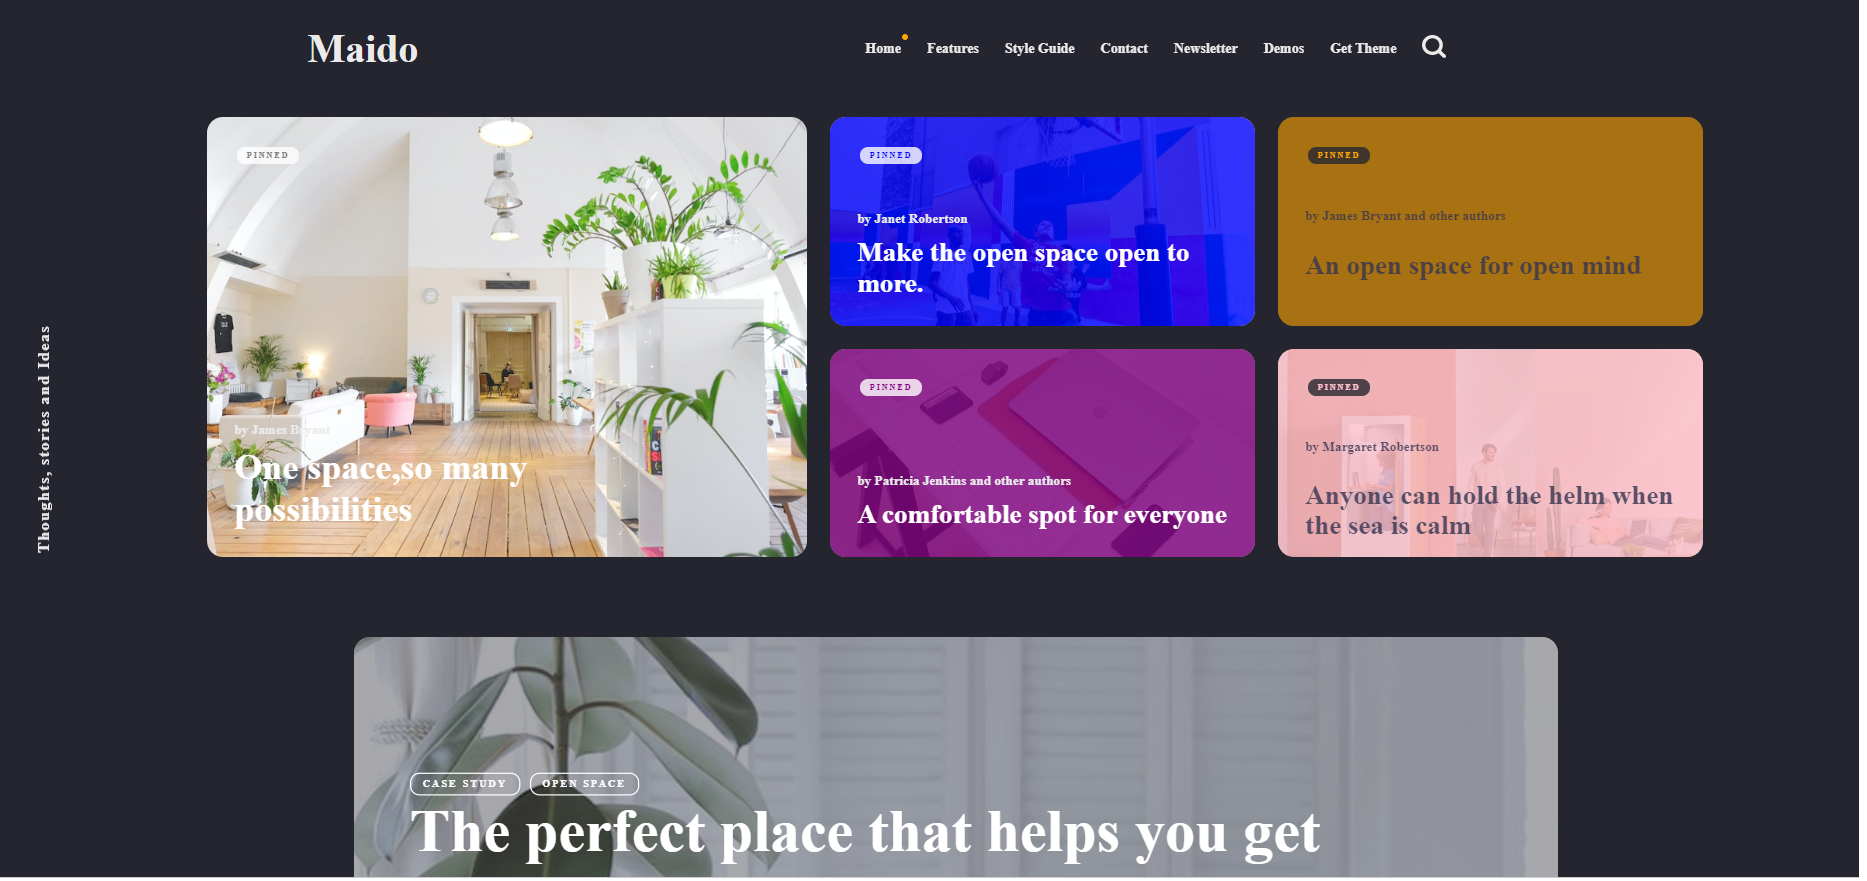 Maido
Home
Features
Style Guide
Contact
Newsletter
Demos
Get Theme
Thoughts, stories and Ideas
PINNED
by James Bryant
One space,so many
possibilities
PINNED
by Janet Robertson
Make the open space open to
more.
PINNED
by James Bryant and other authors
An open space for open mind
PINNED
by Patricia Jenkins and other authors
A comfortable spot for everyone
PINNED
by Margaret Robertson
Anyone can hold the helm when
the sea is calm
CASE STUDY
OPEN SPACE
The perfect place that helps you get